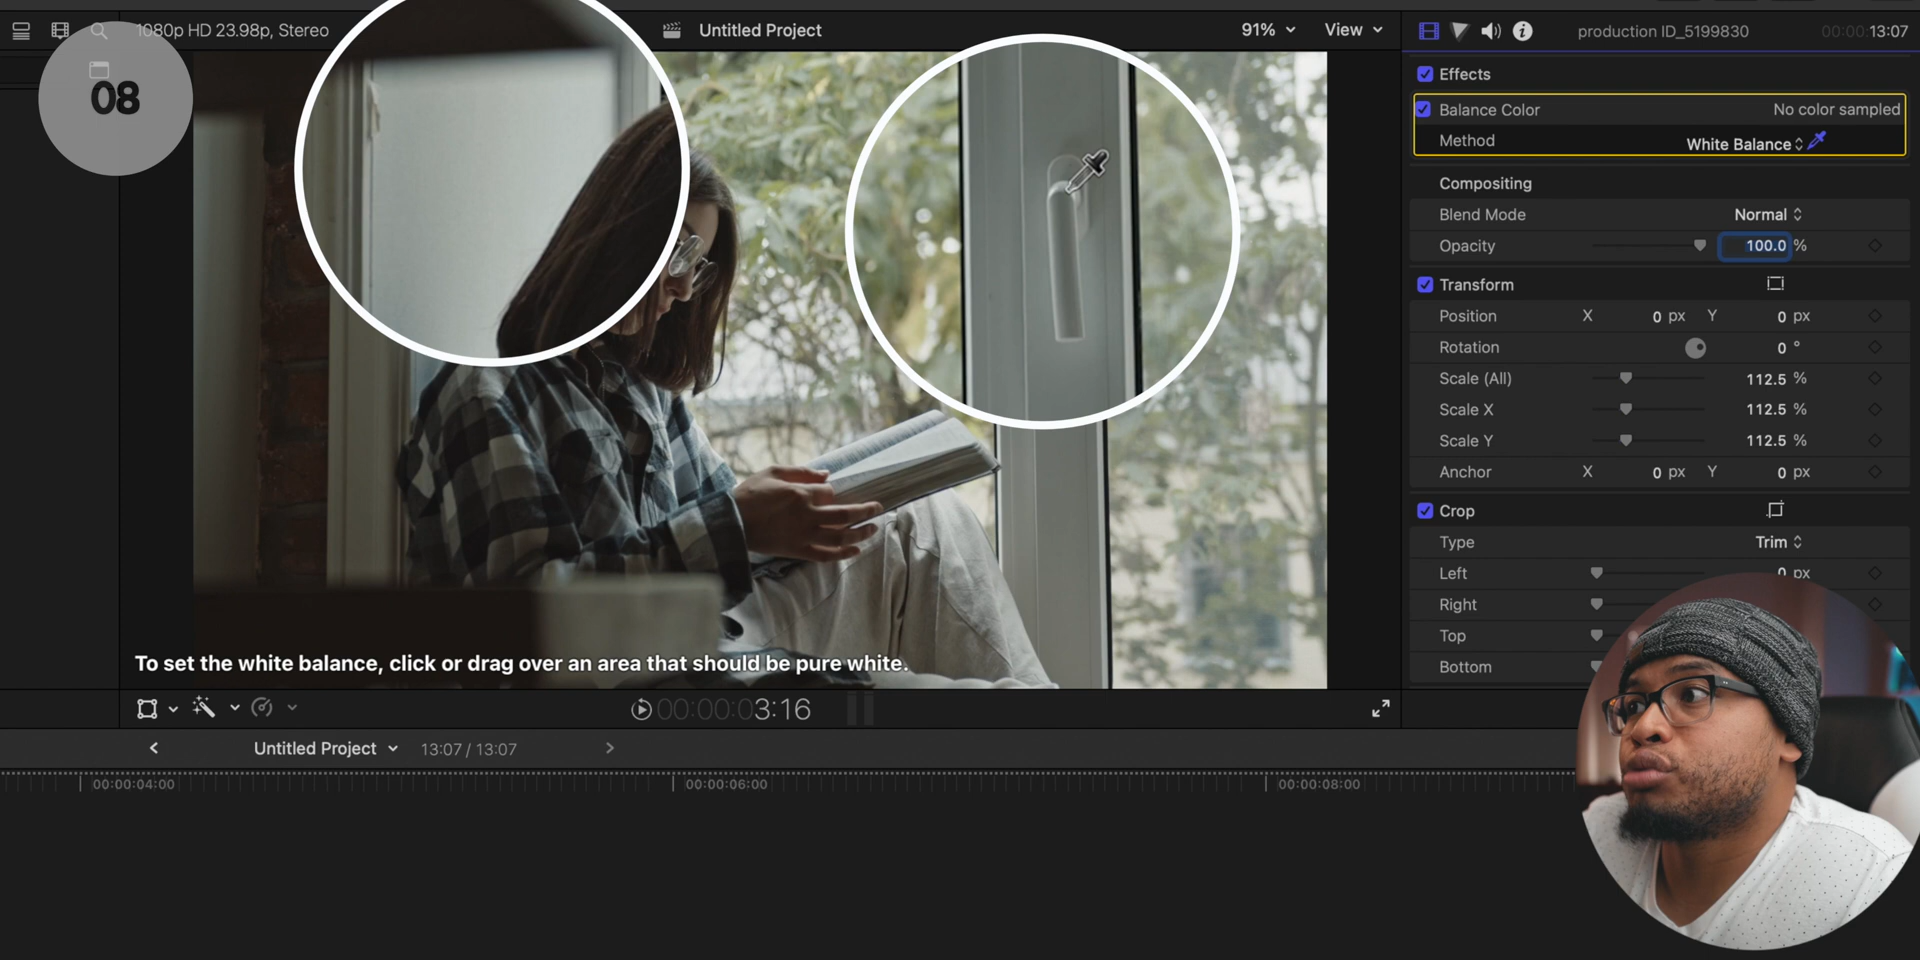 1080p HD 23.98p, Stereo
Untitled Project
91%
View
production ID_5199830
00:00:13:07
08
Effects
Balance Color
No color sampled
Method
White Balance
Compositing
Blend Mode
Normal
Opacity
100.0 %
Transform
Position
X
0 px
Y
0 px
Rotation
0 °
Scale (All)
112.5 %
Scale X
112.5 %
Scale Y
112.5 %
Anchor
X
0 px
Y
0 px
Crop
Type
Trim
Left
0 px
Right
Top
Bottom
To set the white balance, click or drag over an area that should be pure white.
00:00:03:16
Untitled Project
13:07 / 13:07
00:00:04:00
00:00:06:00
00:00:08:00